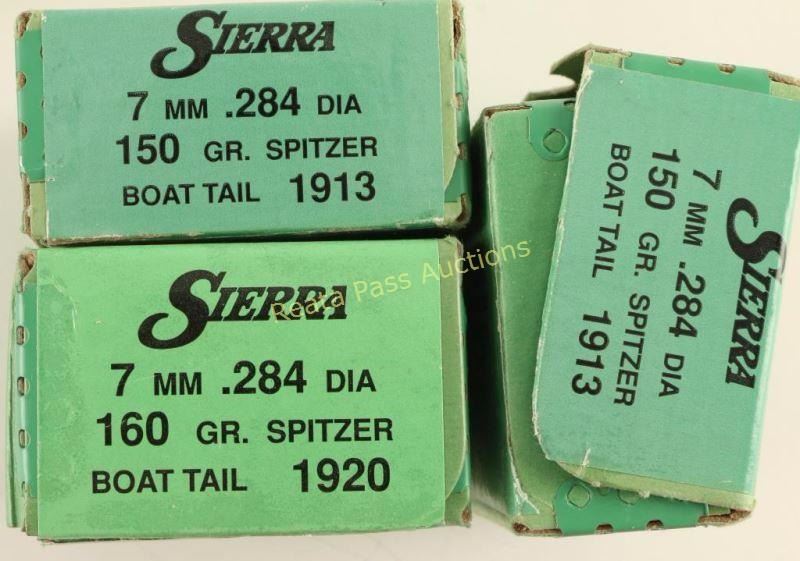 SIERRA
7 MM .284 DIA
150 GR. SPITZER
BOAT TAIL 1913
SIERRA
7 MM .284 DIA
160 GR. SPITZER
BOAT TAIL 1920
SIERRA
7 MM .284 DIA
150 GR. SPITZER
BOAT TAIL 1913
Reata Pass Auctions